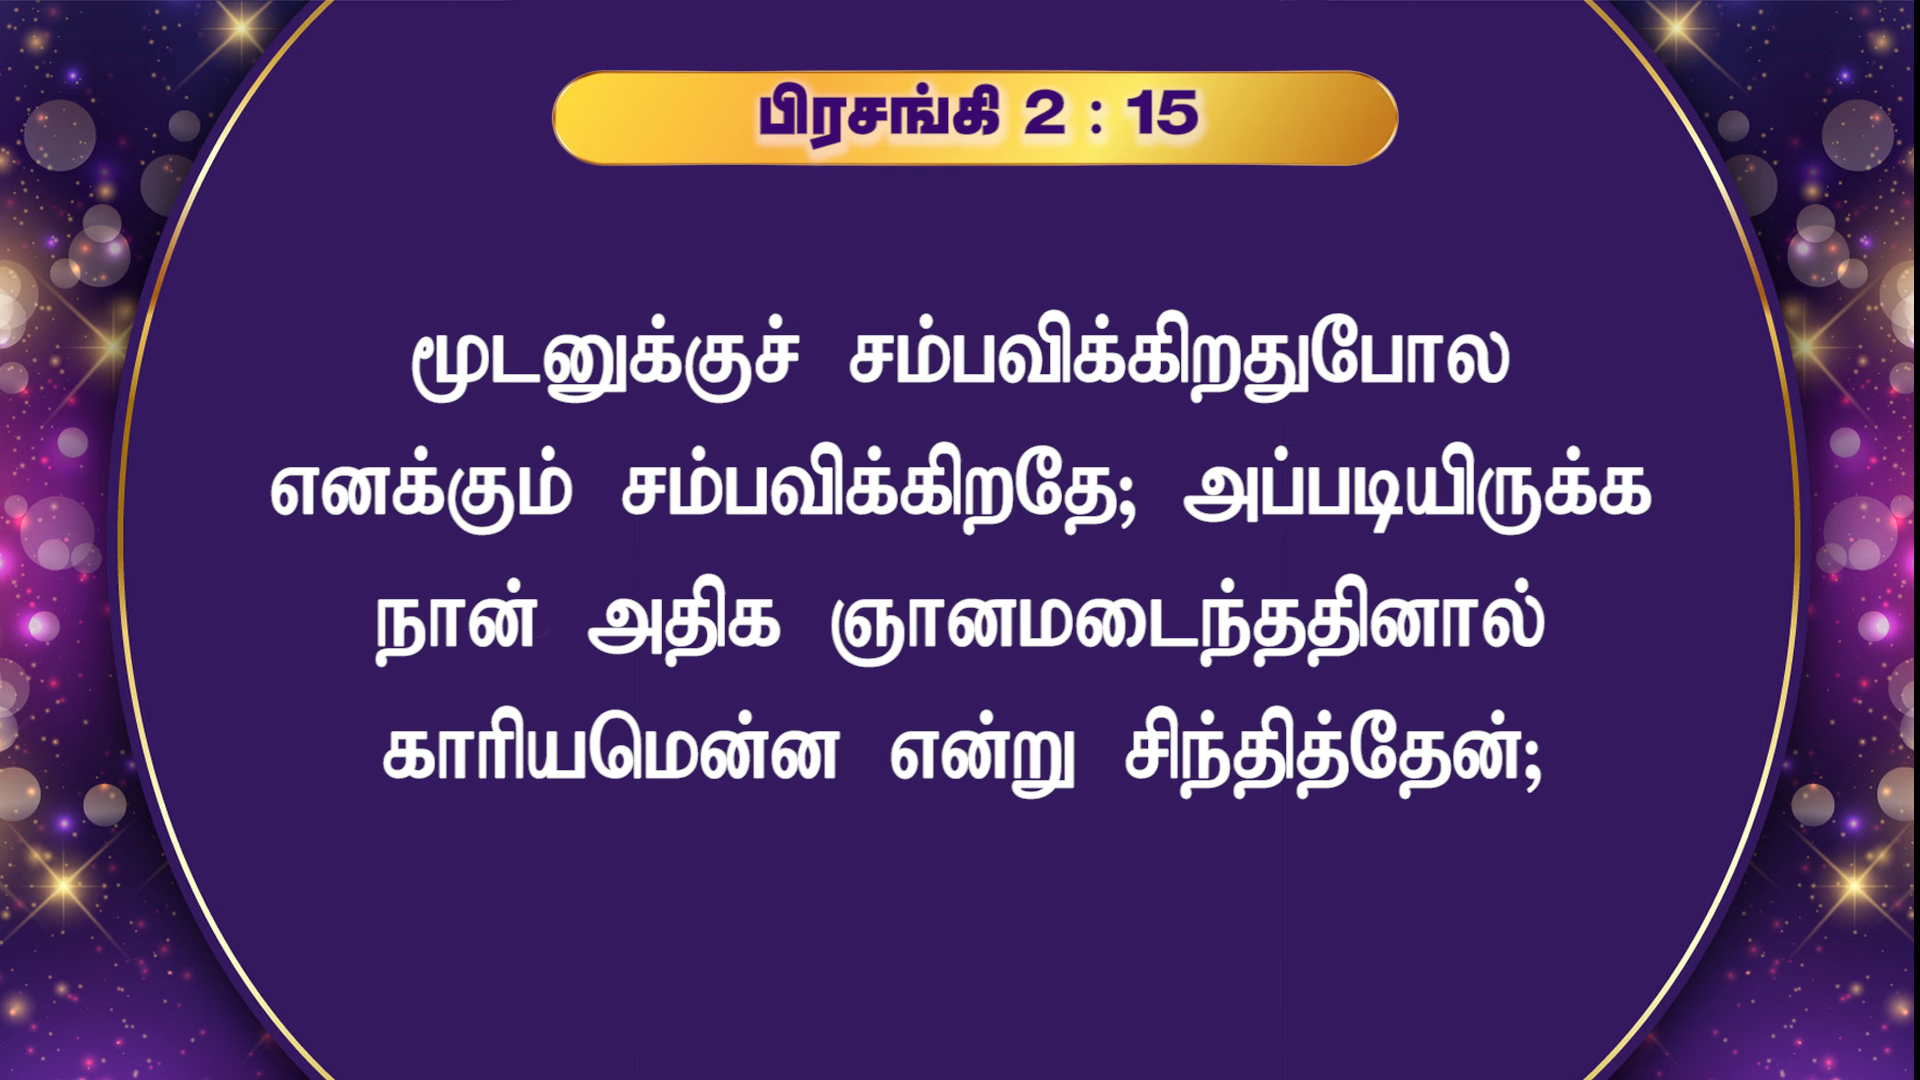 பிரசங்கி 2 : 15
மூடனுக்குச் சம்பவிக்கிறதுபோல
எனக்கும் சம்பவிக்கிறதே; அப்படியிருக்க
நான் அதிக ஞானமடைந்ததினால்
காரியமென்ன என்று சிந்தித்தேன்;